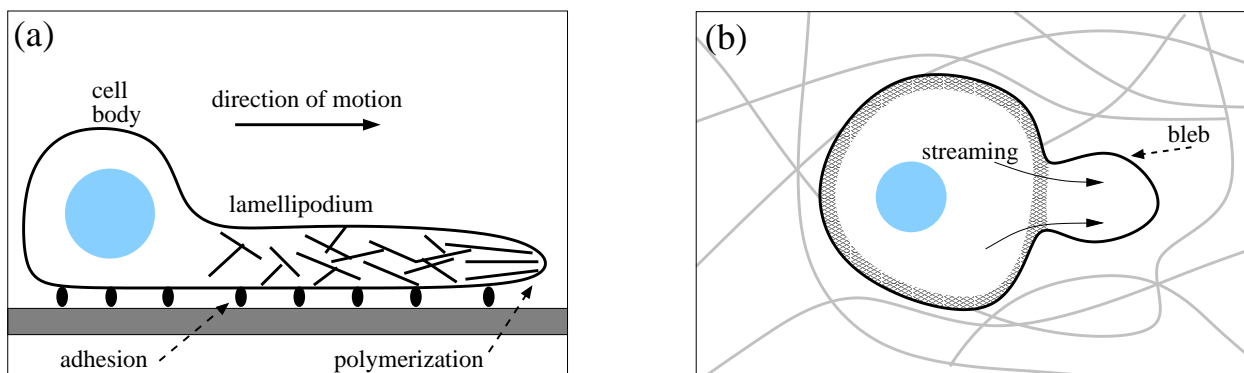 (a)
cell
body
direction of motion
lamellipodium
adhesion
polymerization
(b)
bleb
streaming